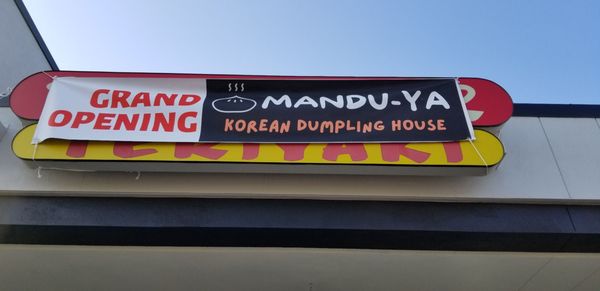 GRAND
OPENING
MANDU-YA
KOREAN DUMPLING HOUSE
TERIYAKI